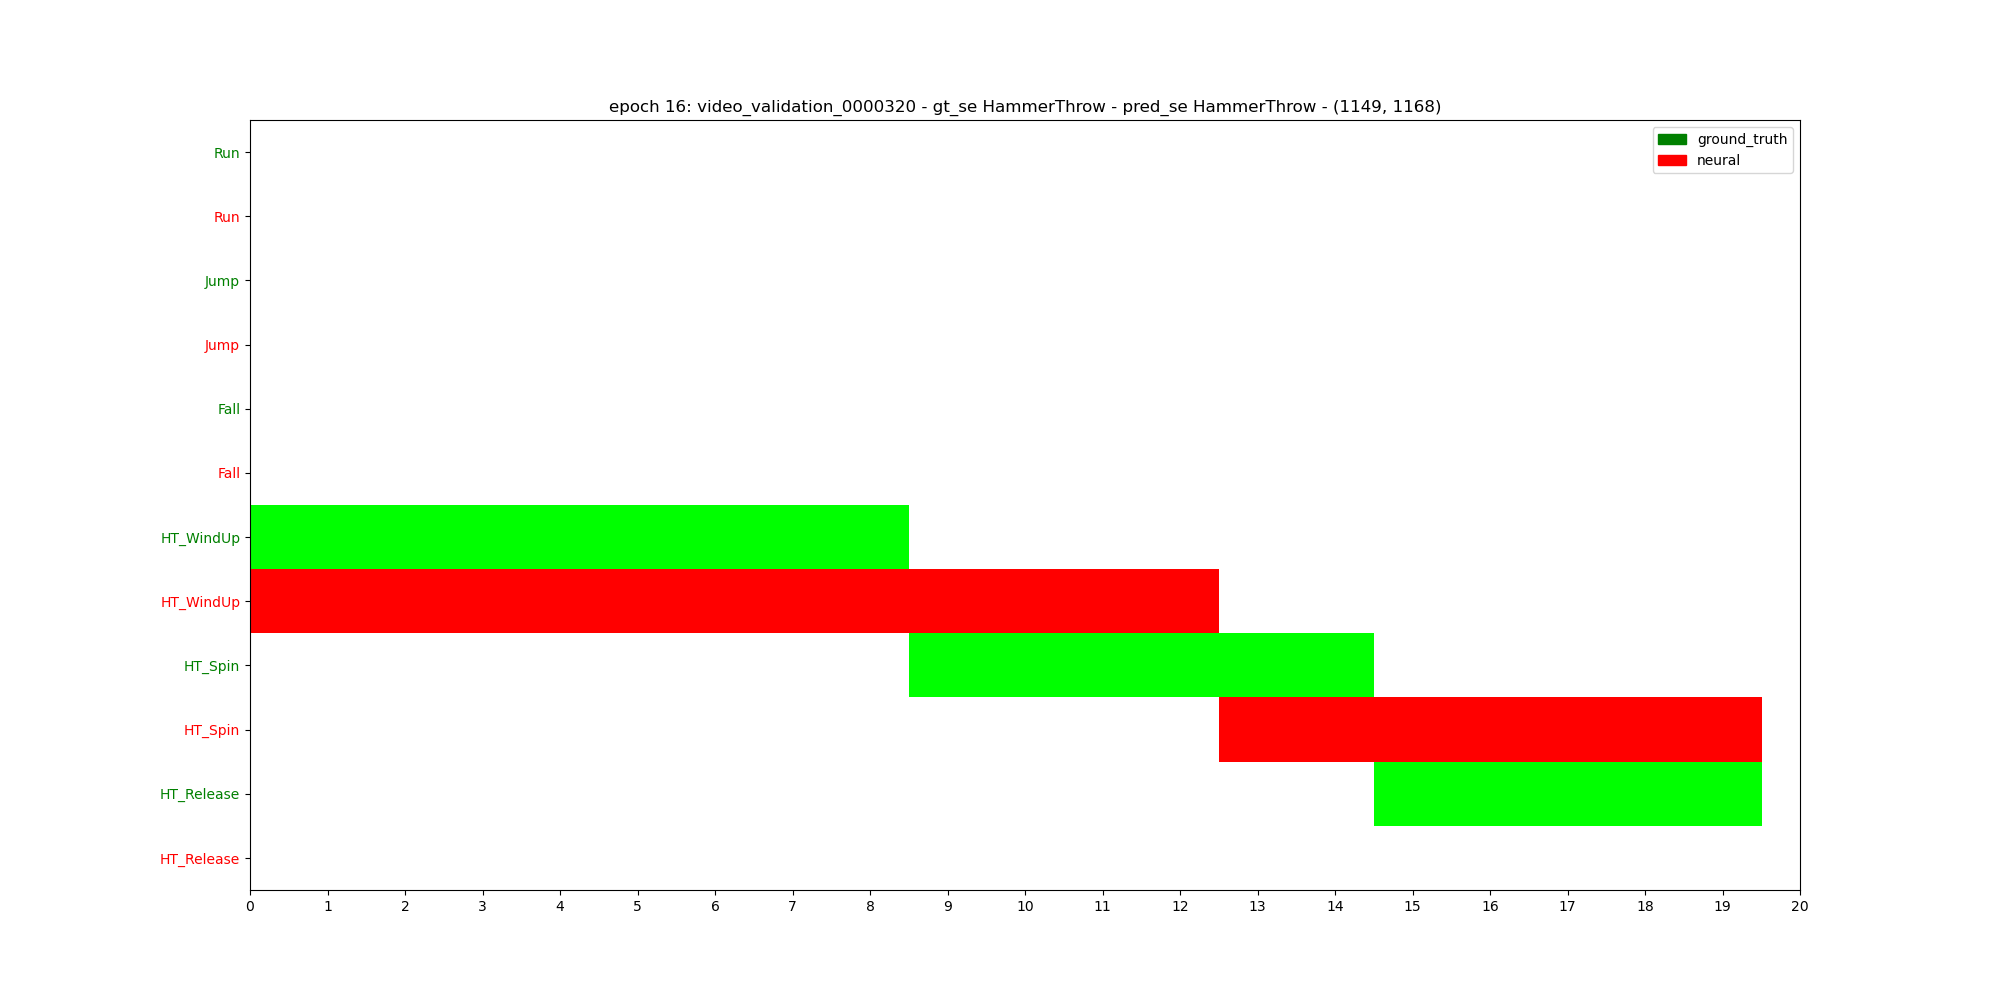 epoch 16: video_validation_0000320 - gt_se HammerThrow - pred_se HammerThrow - (1149, 1168)
ground_truth
neural
Run
Run
Jump
Jump
Fall
Fall
HT_WindUp
HT_WindUp
HT_Spin
HT_Spin
HT_Release
HT_Release
0 1 2 3 4 5 6 7 8 9 10 11 12 13 14 15 16 17 18 19 20